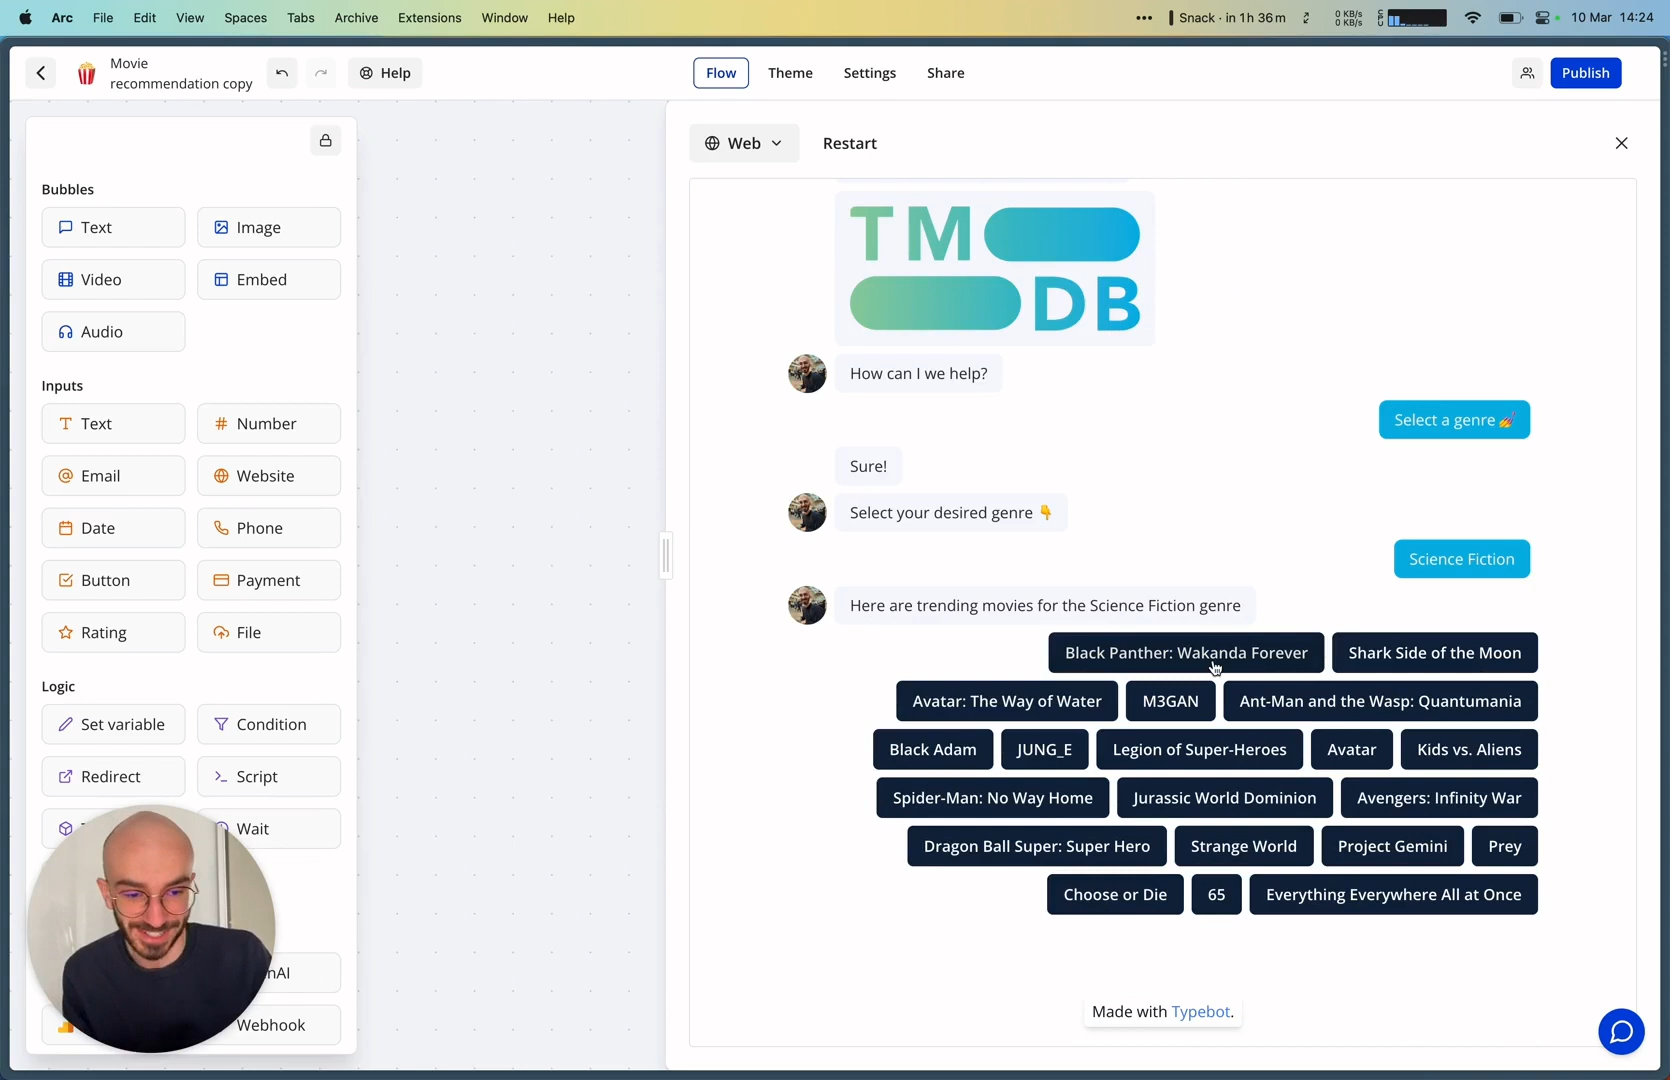 Arc File Edit View Spaces Tabs Archive Extensions Window Help
Snack · in 1h 36m
0 KB/s
0 KB/s
CPU
10 Mar 14:24
Movie
recommendation copy
Help
Flow Theme Settings Share
Publish
Web
Restart
Bubbles
Text Image
Video Embed
Audio
Inputs
Text Number
Email Website
Date Phone
Button Payment
Rating File
Logic
Set variable Condition
Redirect Script
Wait
nAI
Webhook
TM
DB
How can I we help?
Select a genre 💅
Sure!
Select your desired genre 👇
Science Fiction
Here are trending movies for the Science Fiction genre
Black Panther: Wakanda Forever Shark Side of the Moon
Avatar: The Way of Water M3GAN Ant-Man and the Wasp: Quantumania
Black Adam JUNG_E Legion of Super-Heroes Avatar Kids vs. Aliens
Spider-Man: No Way Home Jurassic World Dominion Avengers: Infinity War
Dragon Ball Super: Super Hero Strange World Project Gemini Prey
Choose or Die 65 Everything Everywhere All at Once
Made with Typebot.